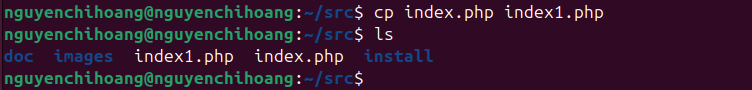 nguyenchihoang@nguyenchihoang:~/src$ cp index.php index1.php
nguyenchihoang@nguyenchihoang:~/src$ ls
doc  images  index1.php  index.php  install
nguyenchihoang@nguyenchihoang:~/src$